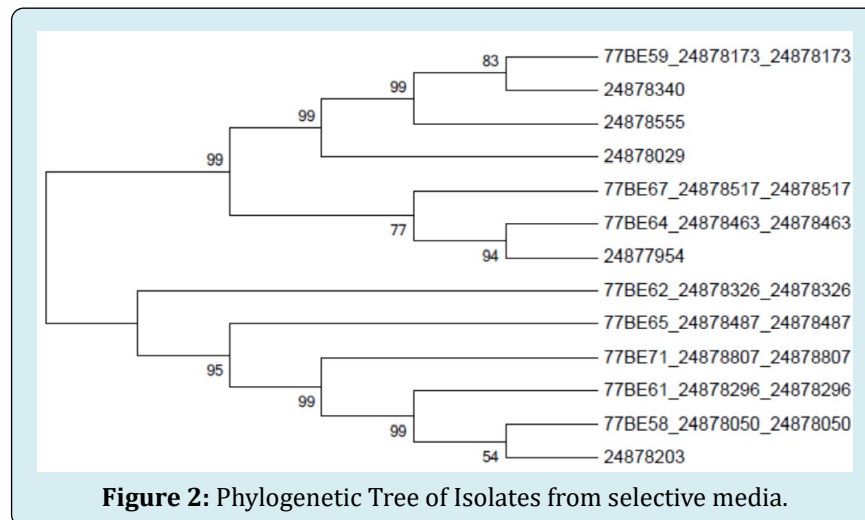 77BE59_24878173_24878173
83
24878340
99
24878555
99
24878029
99
77BE67_24878517_24878517
77BE64_24878463_24878463
77
24877954
94
77BE62_24878326_24878326
77BE65_24878487_24878487
95
77BE71_24878807_24878807
99
77BE61_24878296_24878296
99
77BE58_24878050_24878050
54
24878203
Figure 2: Phylogenetic Tree of Isolates from selective media.